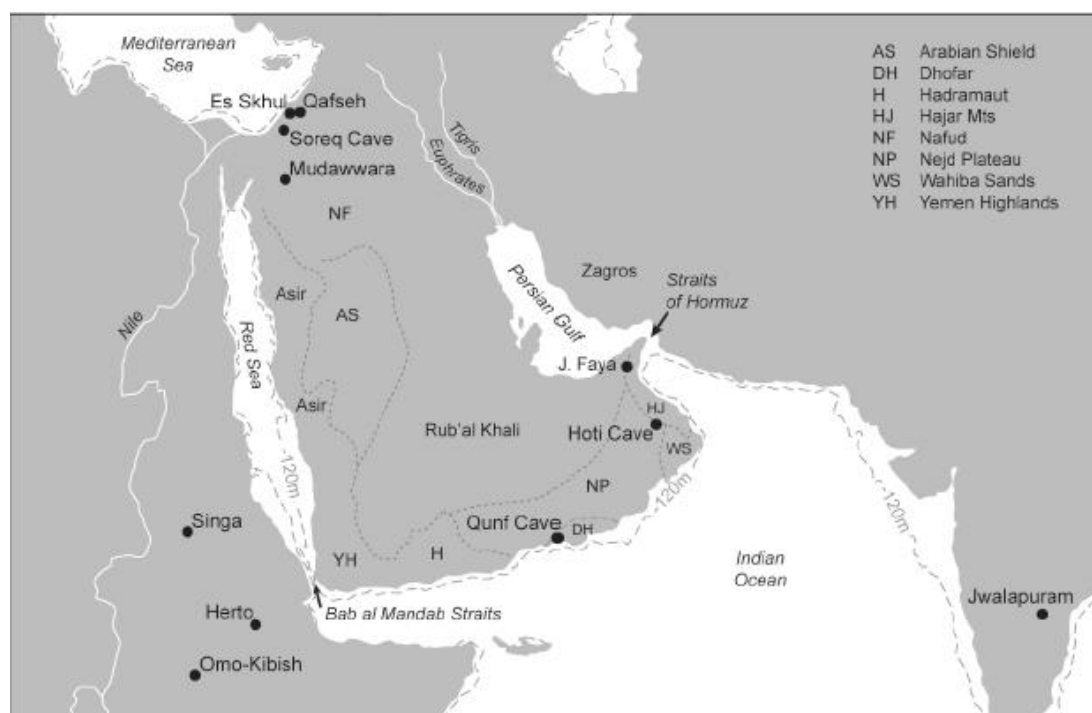 Mediterranean
Sea
Es Skhul
Qafseh
Soreq Cave
Mudawwara
Tigris
Euphrates
AS Arabian Shield
DH Dhofar
H Hadramaut
HJ Hajar Mts
NF Nafud
NP Nejd Plateau
WS Wahiba Sands
YH Yemen Highlands
NF
Nile
Red Sea
Asir
AS
Persian Gulf
Zagros
Straits
of Hormuz
J. Faya
Asir
Rub'al Khali
HJ
Hoti Cave
WS
120m
NP
120m
120m
Singa
Qunf Cave
DH
YH
H
Indian
Ocean
Jwalapuram
Herto
Bab al Mandab Straits
Omo-Kibish